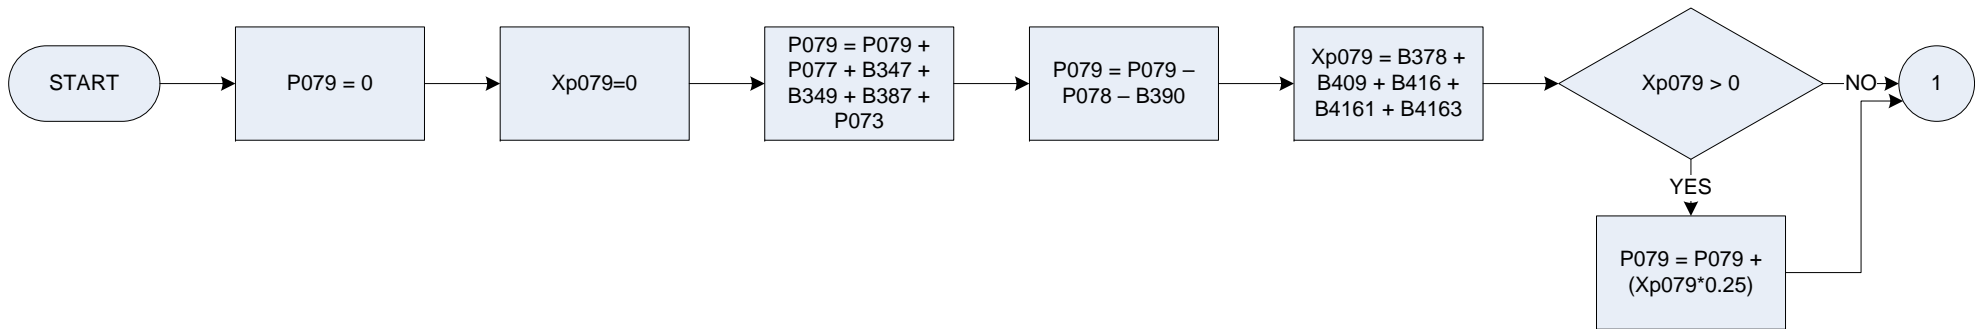 START
P079 = 0
Xp079=0
P079 = P079 +
P077 + B347 +
B349 + B387 +
P073
P079 = P079 –
P078 – B390
Xp079 = B378 +
B409 + B416 +
B4161 + B4163
Xp079 > 0
NO
1
YES
P079 = P079 +
(Xp079*0.25)